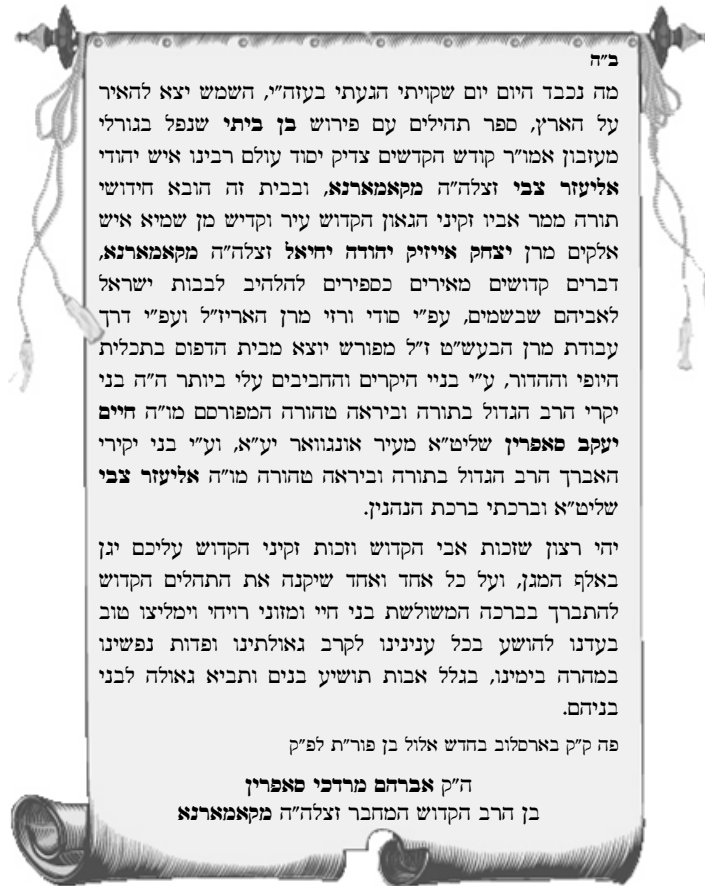 ב״ה
מה נכבד היום יום שקויתי הגעתי בעזה״י, השמש יצא להאיר
על הארץ, ספר תהילים עם פירוש בן ביתי שנפל בגורלי
מעזבון אמו״ר קודש הקדשים צדיק יסוד עולם רבינו איש יהודי
אליעזר צבי זצלה״ה מקאמארנא, ובבית זה הובא חידושי
תורה ממר אביו זקיני הגאון הקדוש עיר וקדיש מן שמיא איש
אלקים מרן יצחק אייזיק יהודה יחיאל זצלה״ה מקאמארנא,
דברים קדושים מאירים כספירים להלהיב לבבות ישראל
לאביהם שבשמים, עפ״י סודי ורזי מרן האריז״ל ועפ״י דרך
עבודת מרן הבעש״ט ז״ל מפורש יוצא מבית הדפוס בתכלית
היופי וההדור, ע״י בניי היקרים והחביבים עלי ביותר ה״ה בני
יקרי הרב הגדול בתורה וביראה טהורה המפורסם מו״ה חיים
יעקב סאפרין שליט״א מעיר אונגוואר יע״א, וע״י בני יקירי
האברך הרב הגדול בתורה וביראה טהורה מו״ה אליעזר צבי
שליט״א וברכתי ברכת הנהנין.
יהי רצון שזכות אבי הקדוש וזכות זקיני הקדוש עליכם יגן
באלף המגן, ועל כל אחד ואחד שיקנה את התהלים הקדוש
להתברך בברכה המשולשת בני חיי ומזוני רויחי וימליצו טוב
בעדנו להושע בכל ענינינו לקרב גאולתינו ופדות נפשינו
במהרה בימינו, בגלל אבות תושיע בנים ותביא גאולה לבני
בניהם.
פה ק״ק בארסלוב בחדש אלול בן פור״ת לפ״ק
ה״ק אברהם מרדכי סאפרין
בן הרב הקדוש המחבר זצלה״ה מקאמארנא